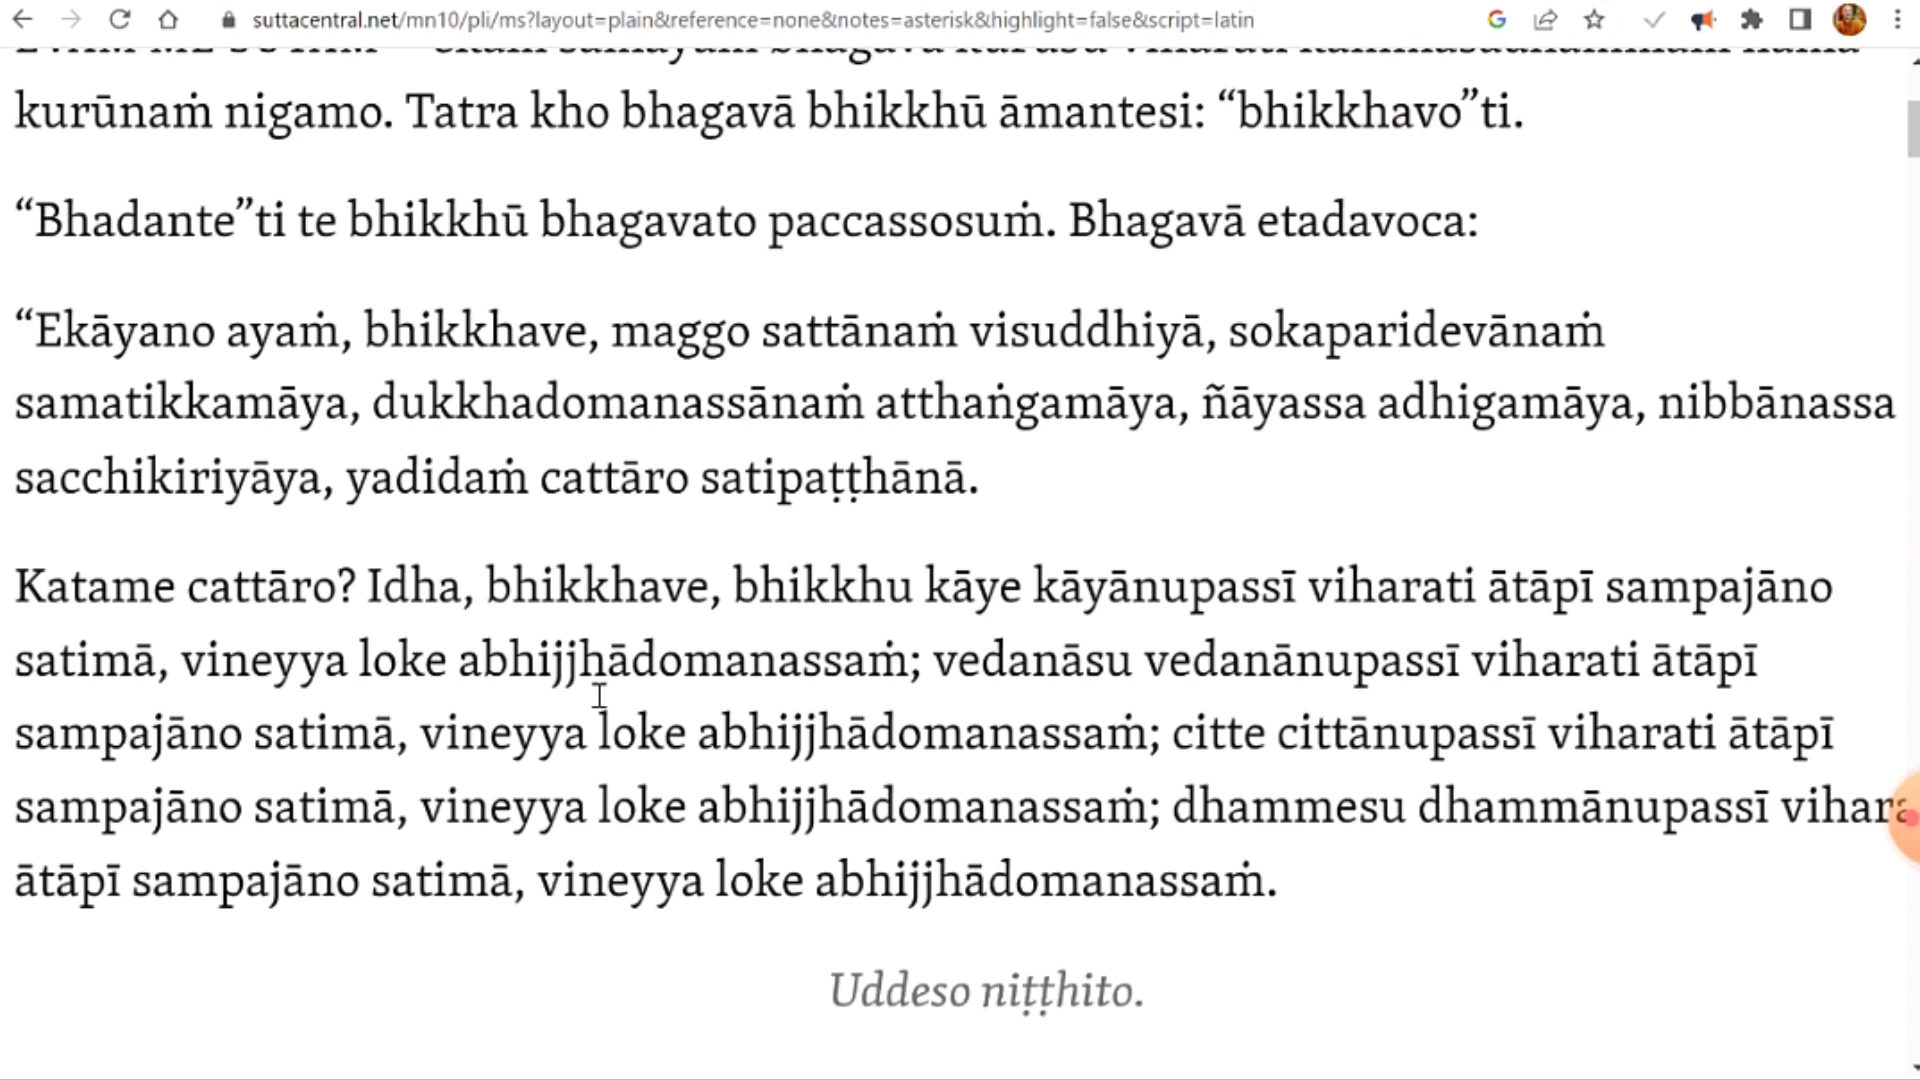 suttacentral.net/mn10/pli/ms?layout=plain&reference=none&notes=asterisk&highlight=false&script=latin
kurūnaṁ nigamo. Tatra kho bhagavā bhikkhū āmantesi: “bhikkhavo”ti.
“Bhadante”ti te bhikkhū bhagavato paccassosuṁ. Bhagavā etadavoca:
“Ekāyano ayaṁ, bhikkhave, maggo sattānaṁ visuddhiyā, sokaparidevānaṁ
samatikkamāya, dukkhadomanassānaṁ atthaṅgamāya, ñāyassa adhigamāya, nibbānassa
sacchikiriyāya, yadidaṁ cattāro satipaṭṭhānā.
Katame cattāro? Idha, bhikkhave, bhikkhu kāye kāyānupassī viharati ātāpī sampajāno
satimā, vineyya loke abhijjhādomanassaṁ; vedanāsu vedanānupassī viharati ātāpī
sampajāno satimā, vineyya loke abhijjhādomanassaṁ; citte cittānupassī viharati ātāpī
sampajāno satimā, vineyya loke abhijjhādomanassaṁ; dhammesu dhammānupassī vihara
ātāpī sampajāno satimā, vineyya loke abhijjhādomanassaṁ.
Uddeso niṭṭhito.